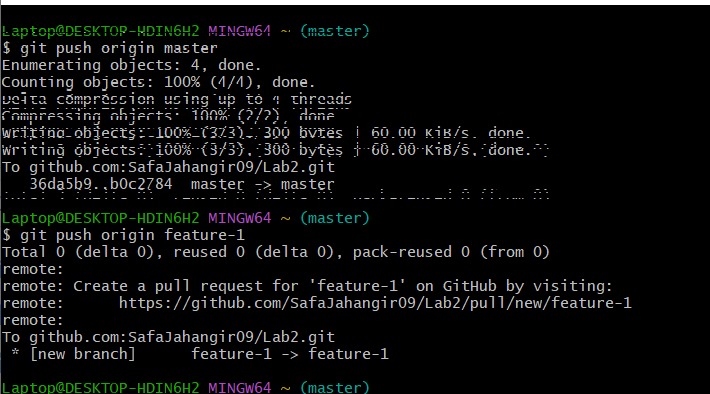 Laptop@DESKTOP-HDIN6H2 MINGW64 ~ (master)
$ git push origin master
Enumerating objects: 4, done.
Counting objects: 100% (4/4), done.
Delta compression using up to 4 threads
Compressing objects: 100% (2/2), done
Writing objects: 100% (3/3), 300 bytes | 60.00 KiB/s, done.
Writing objects: 100% (3/3), 300 bytes | 60.00 KiB/s, done.
To github.com:SafaJahangir09/Lab2.git
36da5b9..b0c2784 master -> master
Laptop@DESKTOP-HDIN6H2 MINGW64 ~ (master)
$ git push origin feature-1
Total 0 (delta 0), reused 0 (delta 0), pack-reused 0 (from 0)
remote:
remote: Create a pull request for 'feature-1' on GitHub by visiting:
remote: https://github.com/SafaJahangir09/Lab2/pull/new/feature-1
remote:
To github.com:SafaJahangir09/Lab2.git
* [new branch] feature-1 -> feature-1
Laptop@DESKTOP-HDIN6H2 MINGW64 ~ (master)